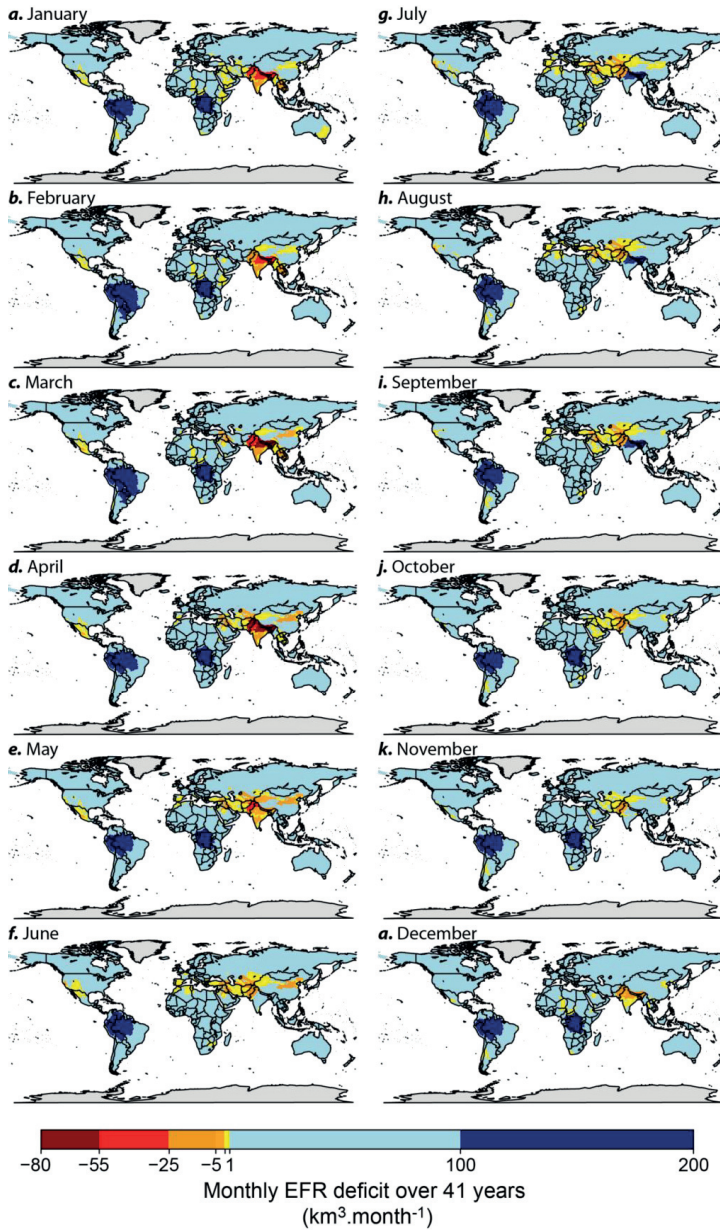 a. January
g. July
b. February
h. August
c. March
i. September
d. April
j. October
e. May
k. November
f. June
a. December
−80 −55 −25 −5 1 100 200
Monthly EFR deficit over 41 years
(km³.month⁻¹)